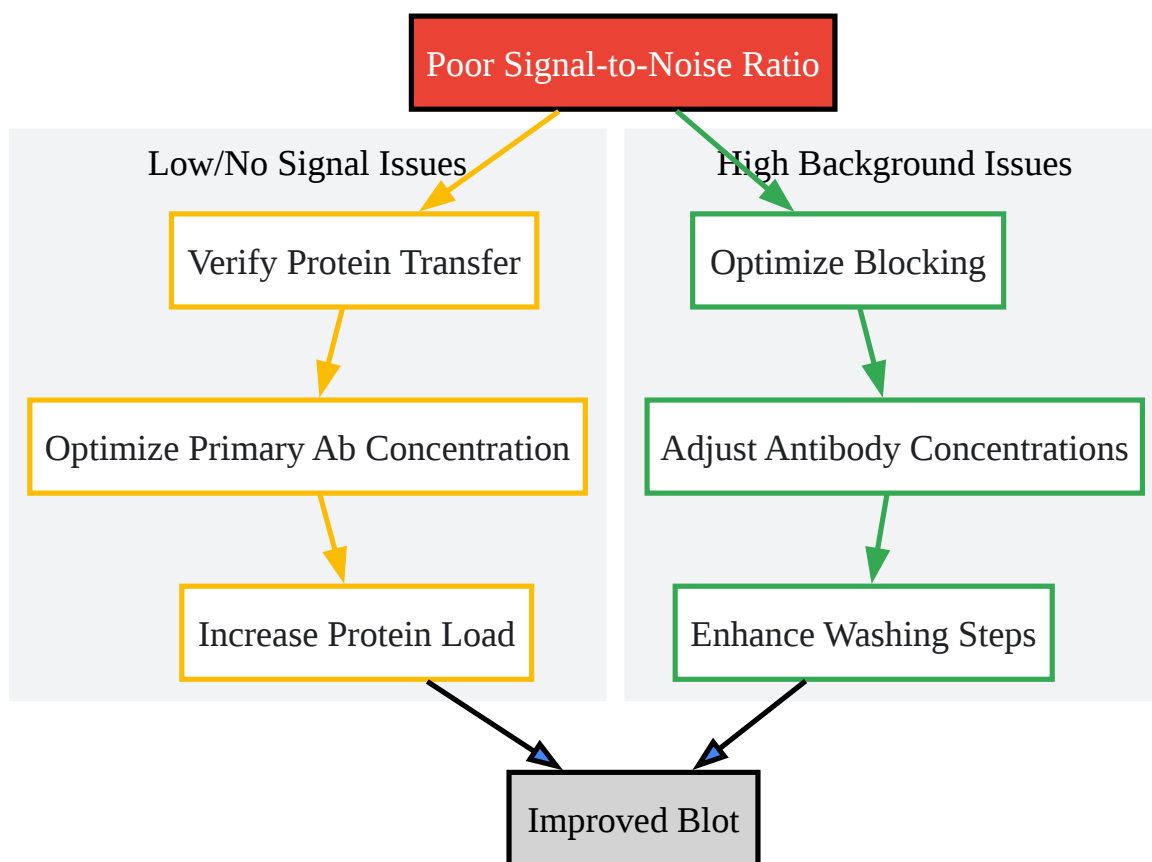 Poor Signal-to-Noise Ratio
Low/No Signal Issues
Verify Protein Transfer
Optimize Primary Ab Concentration
Increase Protein Load
High Background Issues
Optimize Blocking
Adjust Antibody Concentrations
Enhance Washing Steps
Improved Blot